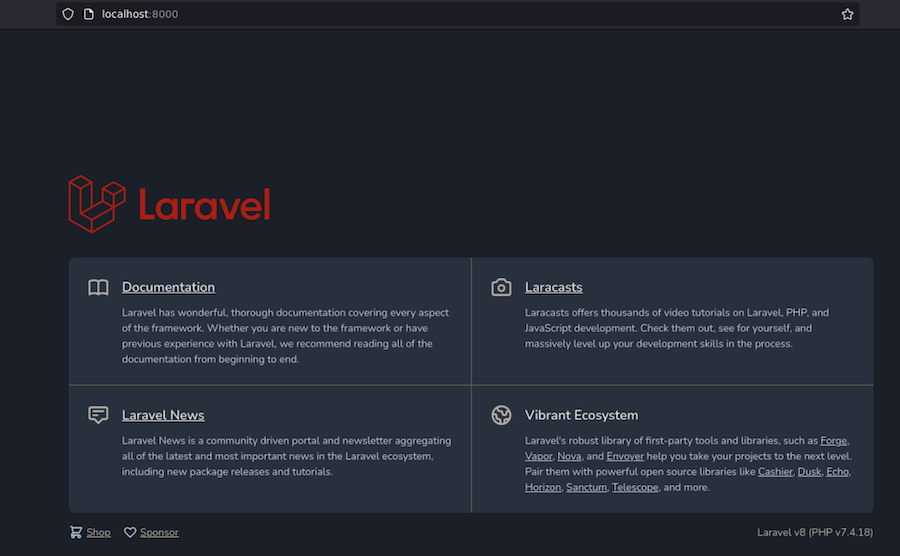 localhost:8000
Laravel
Documentation
Laravel has wonderful, thorough documentation covering every aspect
of the framework. Whether you are new to the framework or have
previous experience with Laravel, we recommend reading all of the
documentation from beginning to end.
Laracasts
Laracasts offers thousands of video tutorials on Laravel, PHP, and
JavaScript development. Check them out, see for yourself, and
massively level up your development skills in the process.
Laravel News
Laravel News is a community driven portal and newsletter aggregating
all of the latest and most important news in the Laravel ecosystem,
including new package releases and tutorials.
Vibrant Ecosystem
Laravel's robust library of first-party tools and libraries, such as Forge,
Vapor, Nova, and Envoyer help you take your projects to the next level.
Pair them with powerful open source libraries like Cashier, Dusk, Echo,
Horizon, Sanctum, Telescope, and more.
Shop
Sponsor
Laravel v8 (PHP v7.4.18)